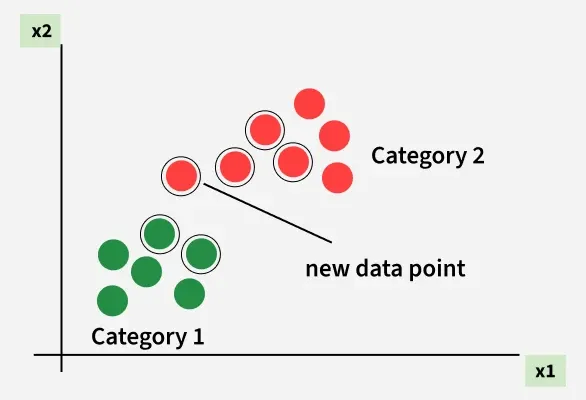 x2
Category 2
new data point
Category 1
x1